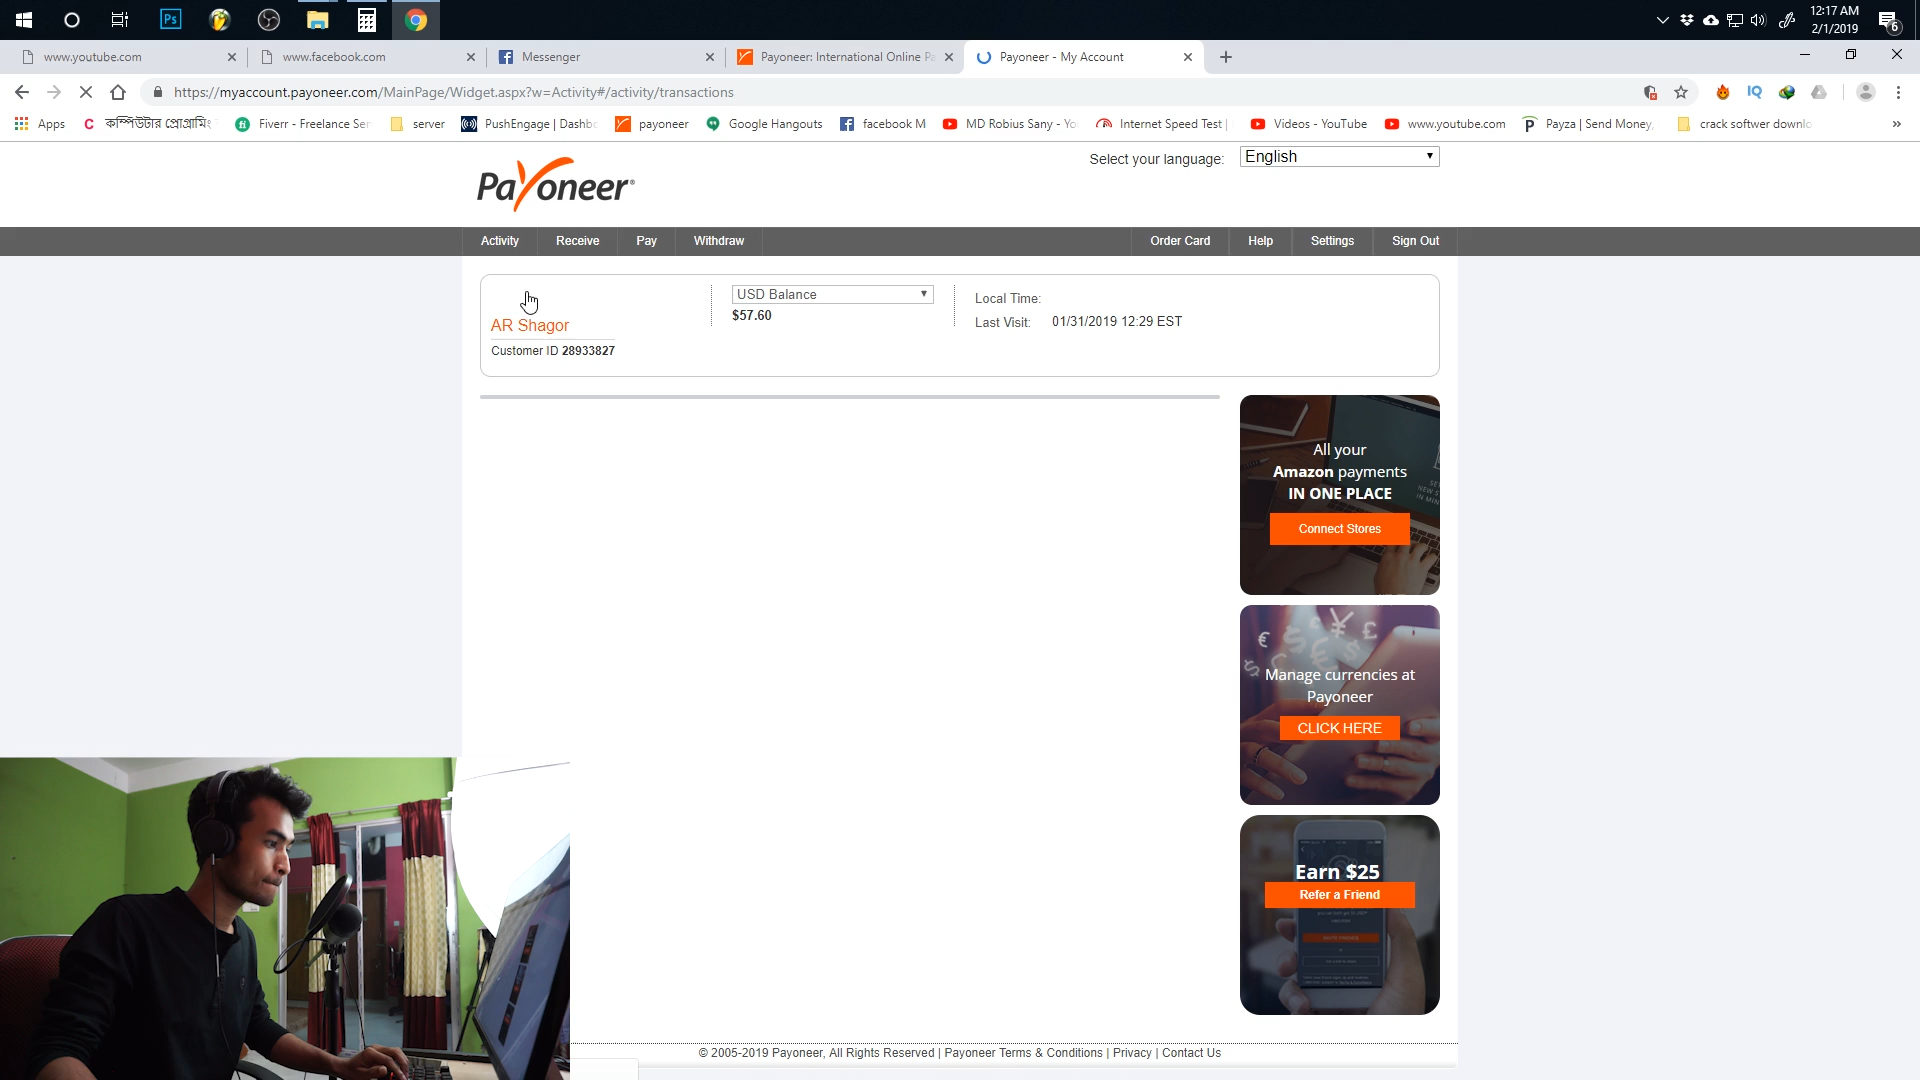 Ps
12:17 AM
2/1/2019
6
www.youtube.com
www.facebook.com
Messenger
Payoneer: International Online Pa
Payoneer - My Account
https://myaccount.payoneer.com/MainPage/Widget.aspx?w=Activity#/activity/transactions
IQ
Apps
C কম্পিউটার প্রোগ্রামিং
fi Fiverr - Freelance Ser
server
PushEngage | Dashbo
payoneer
Google Hangouts
facebook M
MD Robius Sany - Yo
Internet Speed Test |
Videos - YouTube
www.youtube.com
Payza | Send Money,
crack softwer downlo
Payoneer
Select your language:
English
Activity
Receive
Pay
Withdraw
Order Card
Help
Settings
Sign Out
AR Shagor
Customer ID 28933827
USD Balance
$57.60
Local Time:
Last Visit: 01/31/2019 12:29 EST
All your
Amazon payments
IN ONE PLACE
Connect Stores
Manage currencies at
Payoneer
CLICK HERE
Earn $25
Refer a Friend
© 2005-2019 Payoneer, All Rights Reserved | Payoneer Terms & Conditions | Privacy | Contact Us